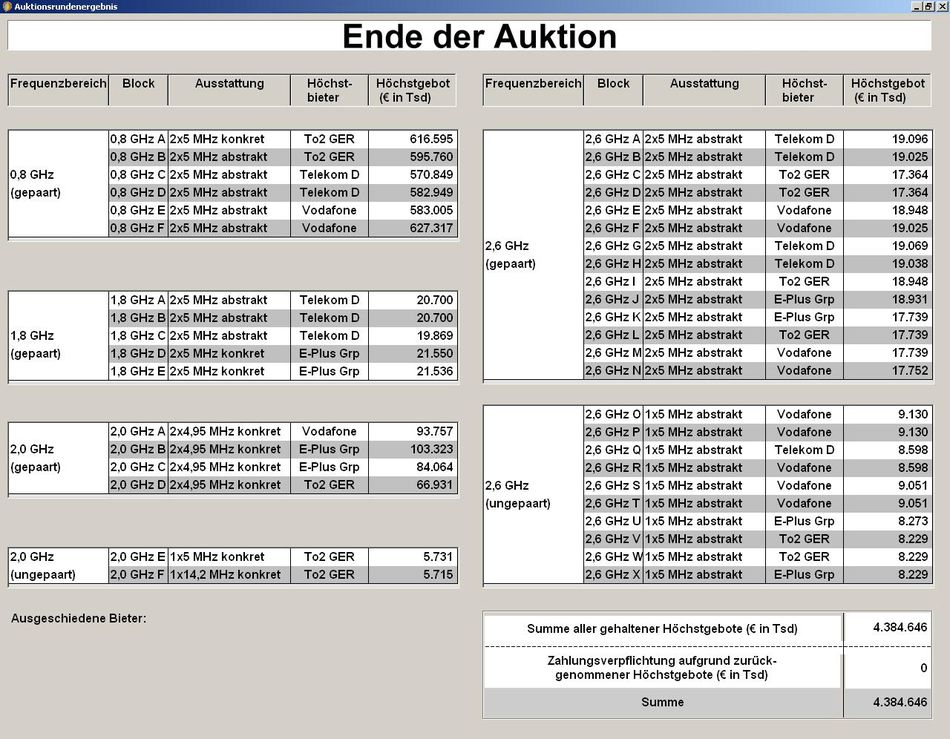 Auktionsrundenergebnis
Ende der Auktion
Frequenzbereich Block Ausstattung Höchst-bieter Höchstgebot (€ in Tsd)
0,8 GHz (gepaart)
0,8 GHz A 2x5 MHz konkret To2 GER 616.595
0,8 GHz B 2x5 MHz abstrakt To2 GER 595.760
0,8 GHz C 2x5 MHz abstrakt Telekom D 570.849
0,8 GHz D 2x5 MHz abstrakt Telekom D 582.949
0,8 GHz E 2x5 MHz abstrakt Vodafone 583.005
0,8 GHz F 2x5 MHz abstrakt Vodafone 627.317
1,8 GHz (gepaart)
1,8 GHz A 2x5 MHz abstrakt Telekom D 20.700
1,8 GHz B 2x5 MHz abstrakt Telekom D 20.700
1,8 GHz C 2x5 MHz abstrakt Telekom D 19.869
1,8 GHz D 2x5 MHz konkret E-Plus Grp 21.550
1,8 GHz E 2x5 MHz konkret E-Plus Grp 21.536
2,0 GHz (gepaart)
2,0 GHz A 2x4,95 MHz konkret Vodafone 93.757
2,0 GHz B 2x4,95 MHz konkret E-Plus Grp 103.323
2,0 GHz C 2x4,95 MHz konkret E-Plus Grp 84.064
2,0 GHz D 2x4,95 MHz konkret To2 GER 66.931
2,0 GHz (ungepaart)
2,0 GHz E 1x5 MHz konkret To2 GER 5.731
2,0 GHz F 1x14,2 MHz konkret To2 GER 5.715
Ausgeschiedene Bieter:
Frequenzbereich Block Ausstattung Höchst-bieter Höchstgebot (€ in Tsd)
2,6 GHz (gepaart)
2,6 GHz A 2x5 MHz abstrakt Telekom D 19.096
2,6 GHz B 2x5 MHz abstrakt Telekom D 19.025
2,6 GHz C 2x5 MHz abstrakt To2 GER 17.364
2,6 GHz D 2x5 MHz abstrakt To2 GER 17.364
2,6 GHz E 2x5 MHz abstrakt Vodafone 18.948
2,6 GHz F 2x5 MHz abstrakt Vodafone 19.025
2,6 GHz G 2x5 MHz abstrakt Telekom D 19.069
2,6 GHz H 2x5 MHz abstrakt Telekom D 19.038
2,6 GHz I 2x5 MHz abstrakt To2 GER 18.948
2,6 GHz J 2x5 MHz abstrakt E-Plus Grp 18.931
2,6 GHz K 2x5 MHz abstrakt E-Plus Grp 17.739
2,6 GHz L 2x5 MHz abstrakt To2 GER 17.739
2,6 GHz M 2x5 MHz abstrakt Vodafone 17.739
2,6 GHz N 2x5 MHz abstrakt Vodafone 17.752
2,6 GHz (ungepaart)
2,6 GHz O 1x5 MHz abstrakt Vodafone 9.130
2,6 GHz P 1x5 MHz abstrakt Vodafone 9.130
2,6 GHz Q 1x5 MHz abstrakt Telekom D 8.598
2,6 GHz R 1x5 MHz abstrakt Vodafone 8.598
2,6 GHz S 1x5 MHz abstrakt Vodafone 9.051
2,6 GHz T 1x5 MHz abstrakt Vodafone 9.051
2,6 GHz U 1x5 MHz abstrakt E-Plus Grp 8.273
2,6 GHz V 1x5 MHz abstrakt To2 GER 8.229
2,6 GHz W 1x5 MHz abstrakt To2 GER 8.229
2,6 GHz X 1x5 MHz abstrakt E-Plus Grp 8.229
Summe aller gehaltener Höchstgebote (€ in Tsd) 4.384.646
Zahlungsverpflichtung aufgrund zurück-
genommener Höchstgebote (€ in Tsd) 0
Summe 4.384.646